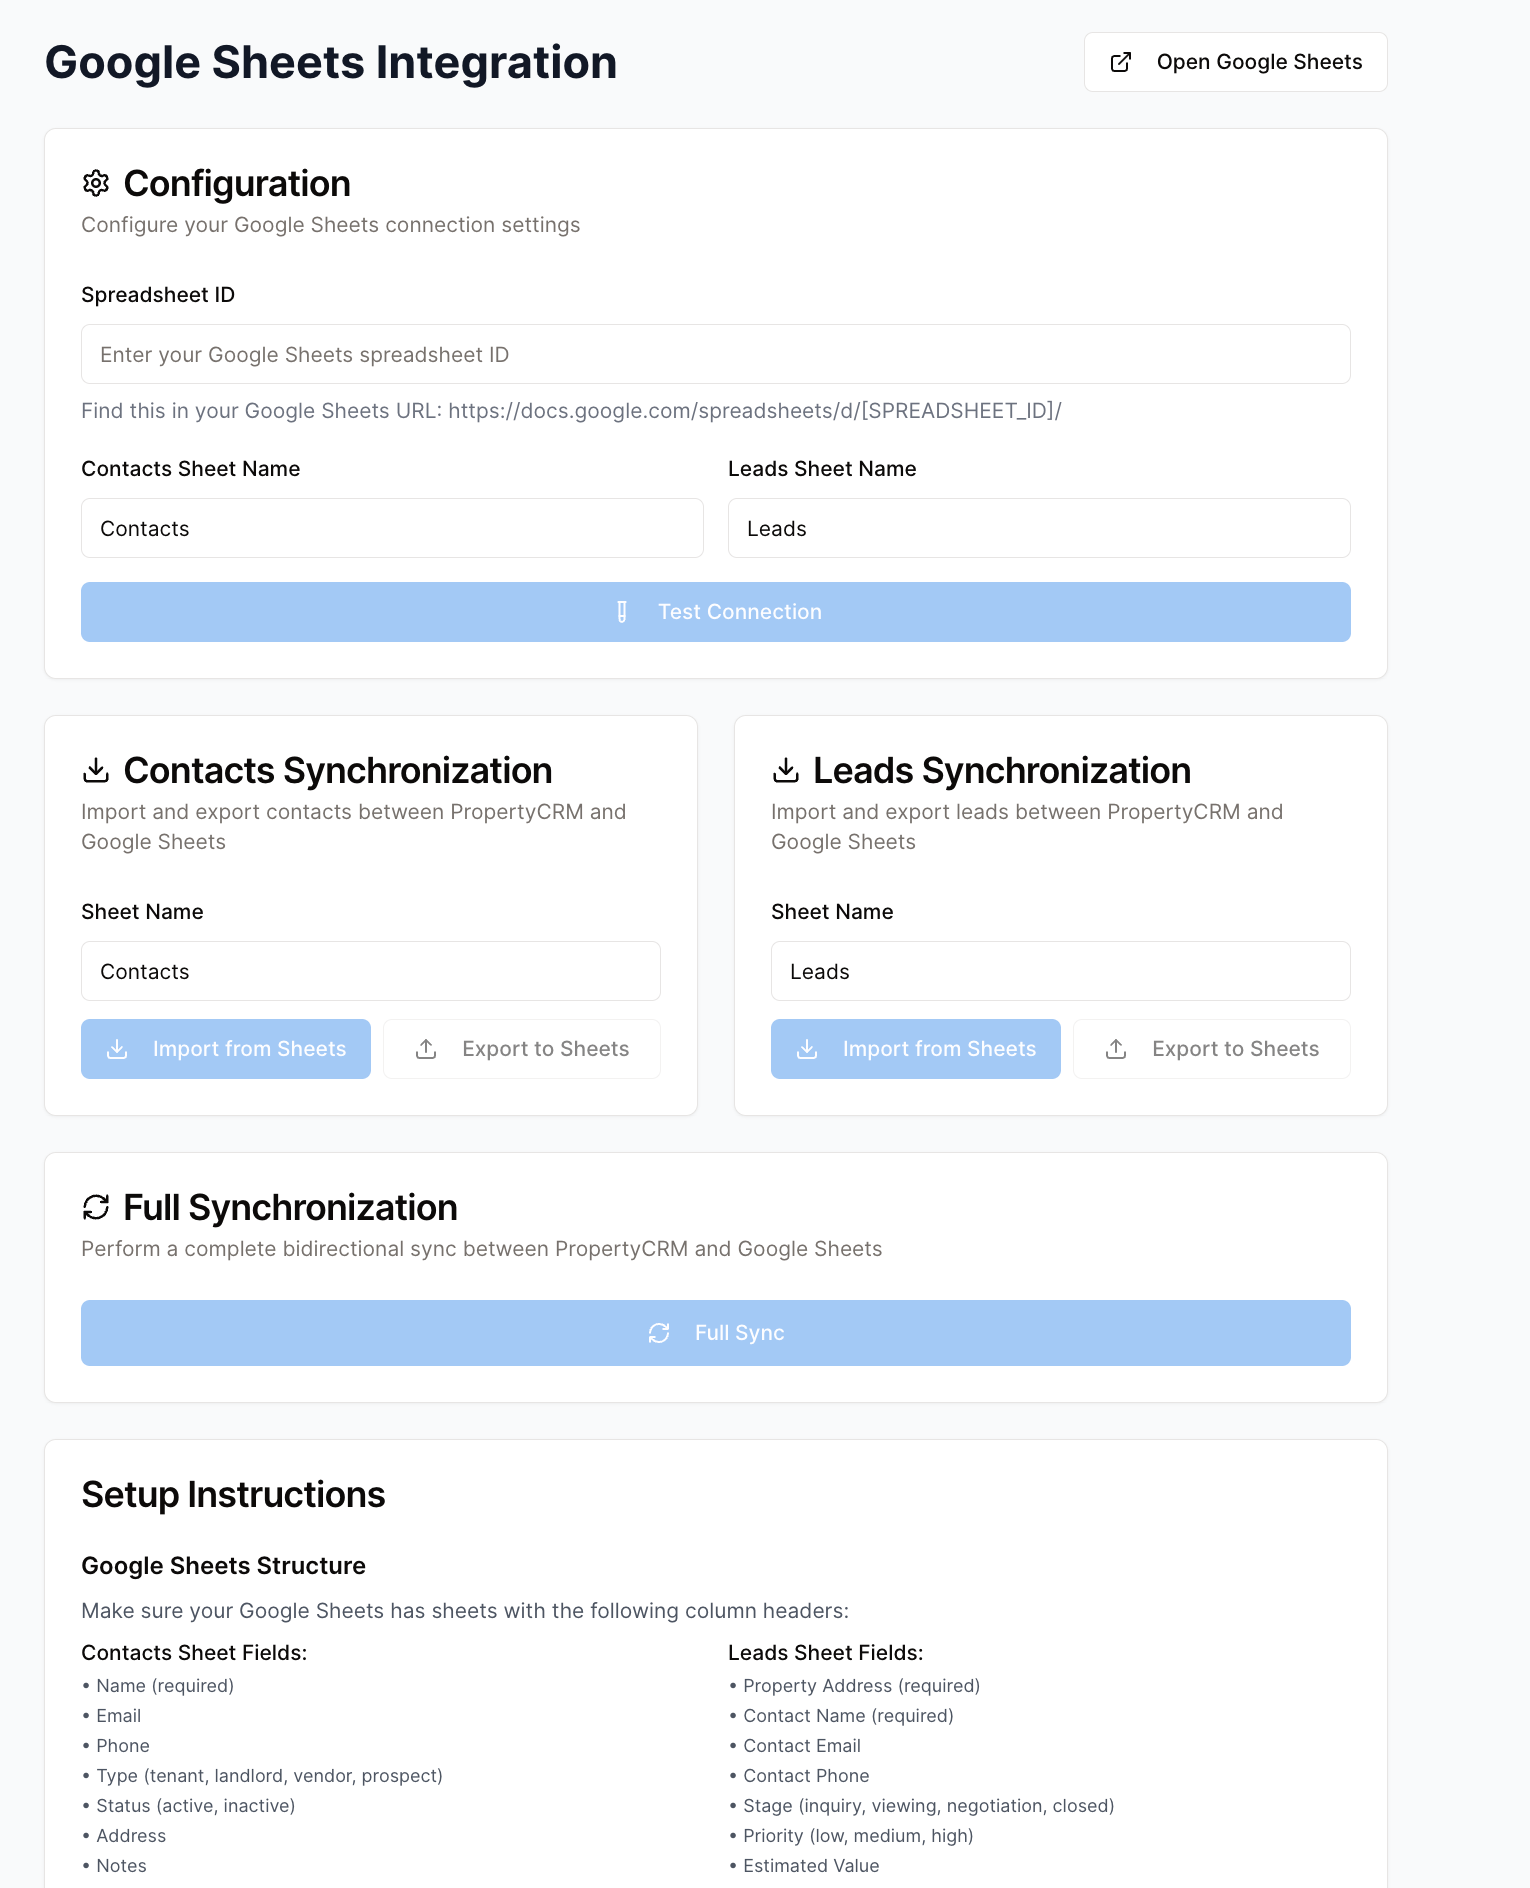 Google Sheets Integration
Open Google Sheets
Configuration
Configure your Google Sheets connection settings
Spreadsheet ID
Enter your Google Sheets spreadsheet ID
Find this in your Google Sheets URL: https://docs.google.com/spreadsheets/d/[SPREADSHEET_ID]/
Contacts Sheet Name
Contacts
Leads Sheet Name
Leads
Test Connection
Contacts Synchronization
Import and export contacts between PropertyCRM and
Google Sheets
Sheet Name
Contacts
Import from Sheets
Export to Sheets
Leads Synchronization
Import and export leads between PropertyCRM and
Google Sheets
Sheet Name
Leads
Import from Sheets
Export to Sheets
Full Synchronization
Perform a complete bidirectional sync between PropertyCRM and Google Sheets
Full Sync
Setup Instructions
Google Sheets Structure
Make sure your Google Sheets has sheets with the following column headers:
Contacts Sheet Fields:
• Name (required)
• Email
• Phone
• Type (tenant, landlord, vendor, prospect)
• Status (active, inactive)
• Address
• Notes
Leads Sheet Fields:
• Property Address (required)
• Contact Name (required)
• Contact Email
• Contact Phone
• Stage (inquiry, viewing, negotiation, closed)
• Priority (low, medium, high)
• Estimated Value